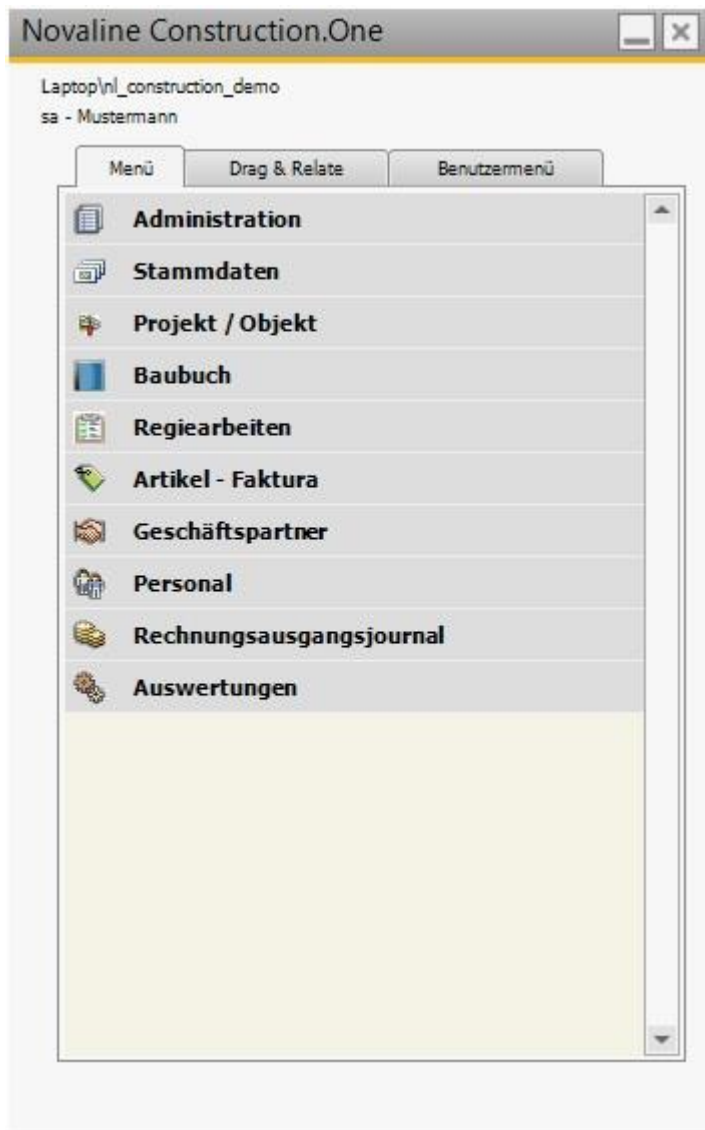 Novaline Construction.One
Laptop\nl_construction_demo
sa - Mustermann
Menü Drag & Relate Benutzermenü
Administration
Stammdaten
Projekt / Objekt
Baubuch
Regiearbeiten
Artikel - Faktura
Geschäftspartner
Personal
Rechnungsausgangsjournal
Auswertungen